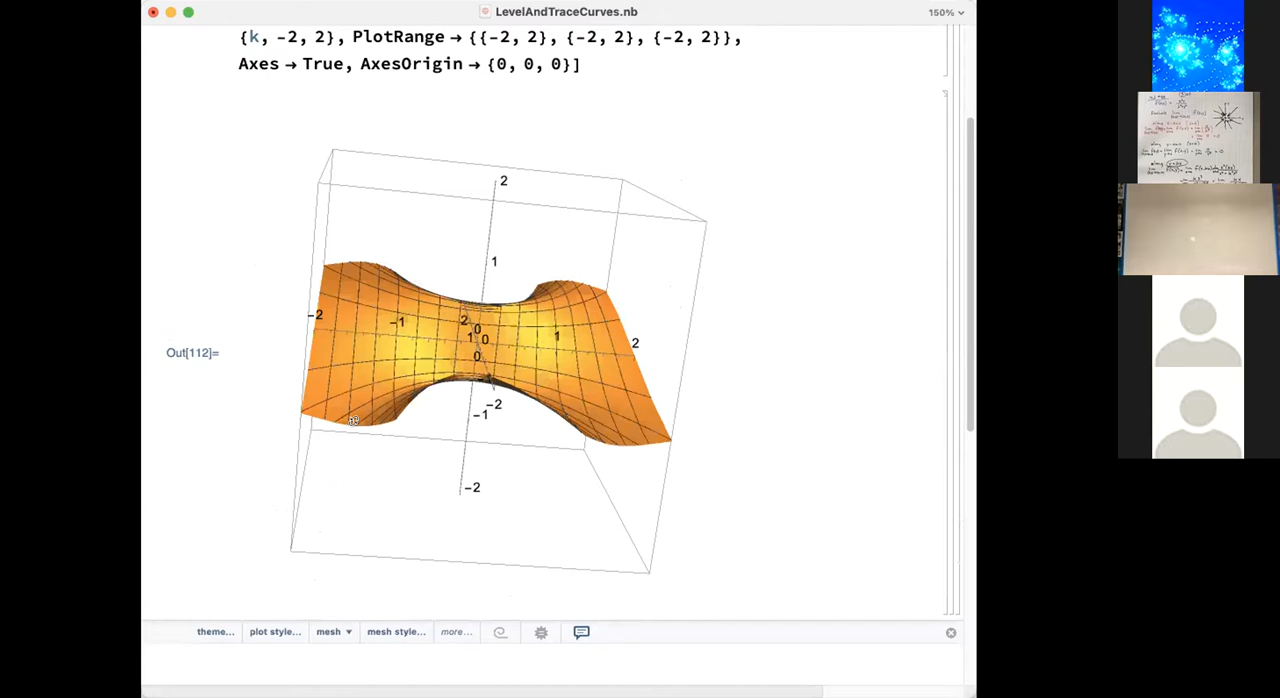 LevelAndTraceCurves.nb
150%
{k, -2, 2}, PlotRange → {{-2, 2}, {-2, 2}, {-2, 2}},
Axes → True, AxesOrigin → {0, 0, 0}]
2
1
-2
-1
2
0
1
0
1
2
0
Out[112]=
-2
-1
-2
theme...
plot style...
mesh
mesh style...
more...